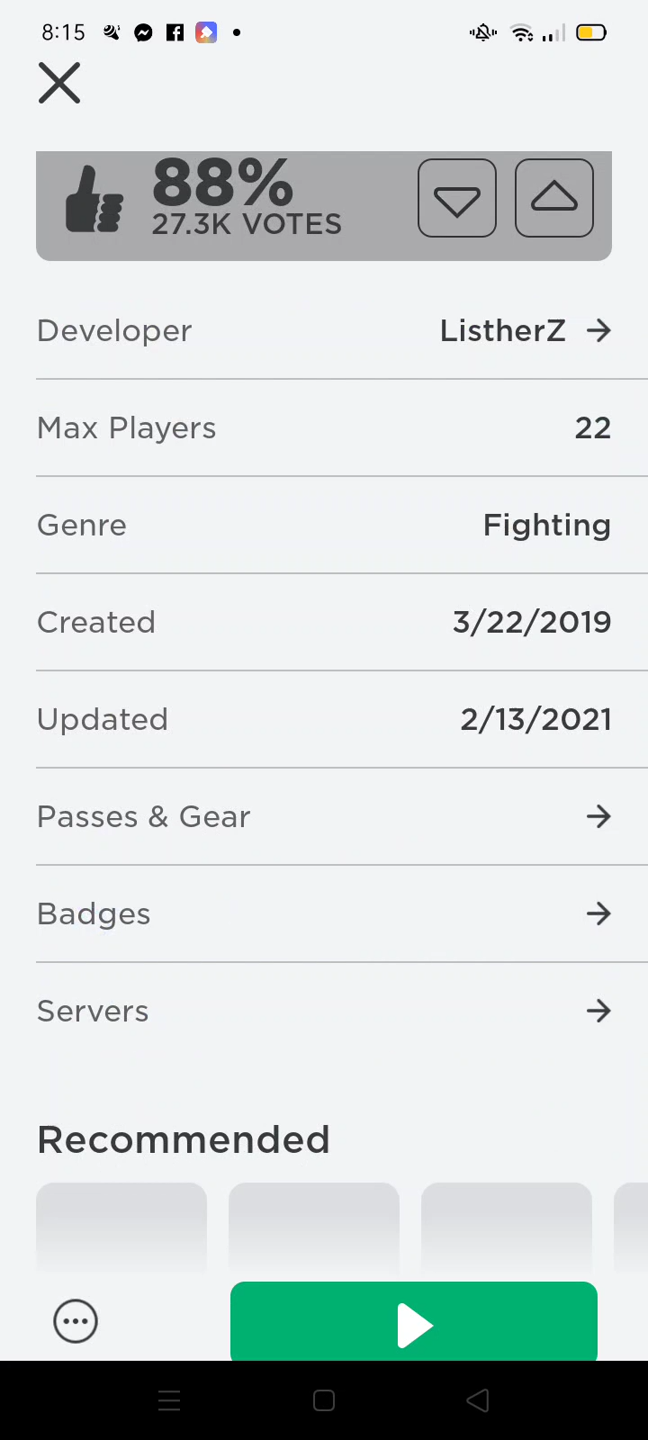 8:15
88%
27.3K VOTES
Developer ListherZ
Max Players 22
Genre Fighting
Created 3/22/2019
Updated 2/13/2021
Passes & Gear
Badges
Servers
Recommended